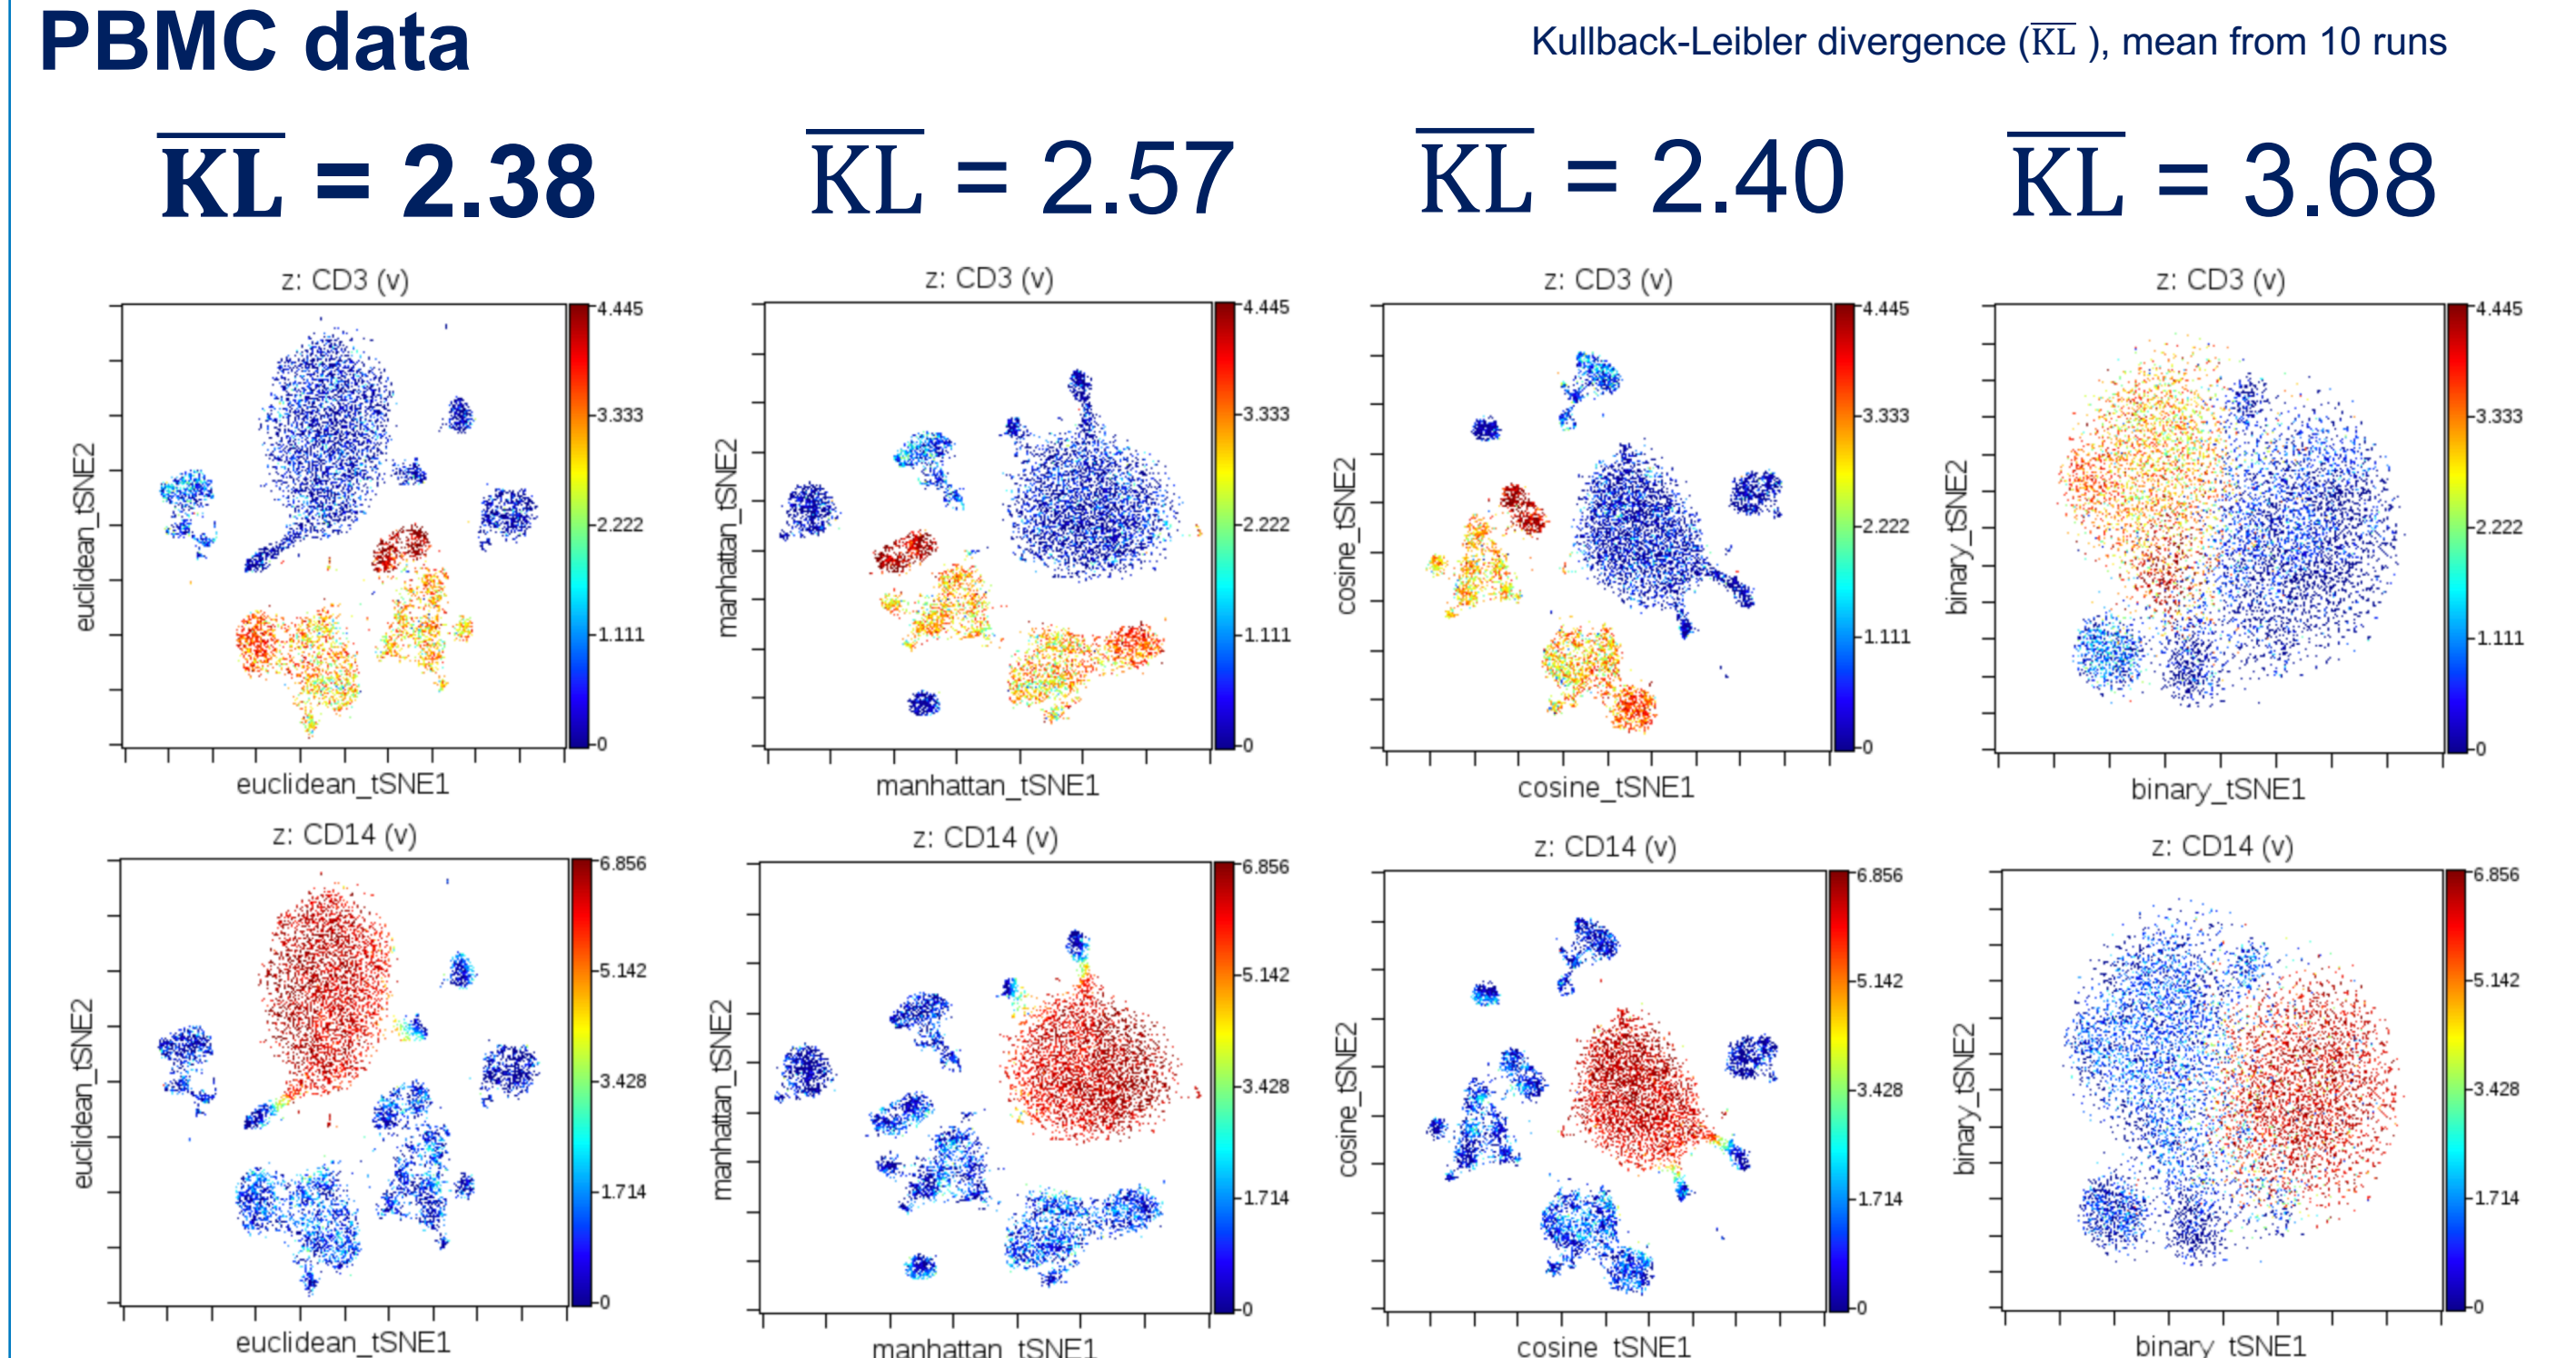 PBMC data
Kullback-Leibler divergence (K̅L̅ ), mean from 10 runs
K̅L̅ = 2.38
K̅L̅ = 2.57
K̅L̅ = 2.40
K̅L̅ = 3.68
z: CD3 (v)
4.445
3.333
2.222
1.111
0
euclidean_tSNE2
euclidean_tSNE1
z: CD3 (v)
4.445
3.333
2.222
1.111
0
manhattan_tSNE2
manhattan_tSNE1
z: CD3 (v)
4.445
3.333
2.222
1.111
0
cosine_tSNE2
cosine_tSNE1
z: CD3 (v)
4.445
3.333
2.222
1.111
0
binary_tSNE2
binary_tSNE1
z: CD14 (v)
6.856
5.142
3.428
1.714
0
euclidean_tSNE2
euclidean_tSNE1
z: CD14 (v)
6.856
5.142
3.428
1.714
0
manhattan_tSNE2
manhattan_tSNE1
z: CD14 (v)
6.856
5.142
3.428
1.714
0
cosine_tSNE2
cosine_tSNE1
z: CD14 (v)
6.856
5.142
3.428
1.714
0
binary_tSNE2
binary_tSNE1